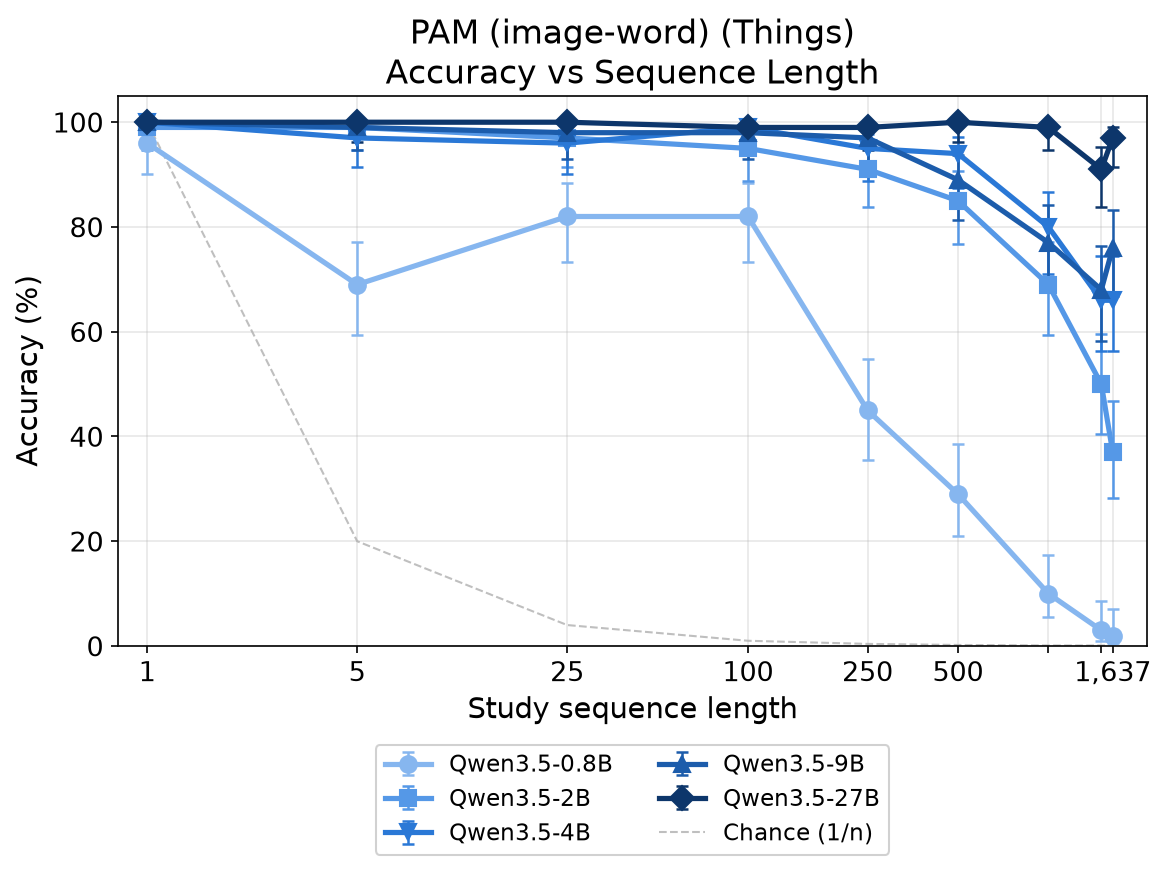 PAM (image-word) (Things)
Accuracy vs Sequence Length
Accuracy (%)
100
80
60
40
20
0
1
5
25
100
250
500
1,637
Study sequence length
Qwen3.5-0.8B
Qwen3.5-2B
Qwen3.5-4B
Qwen3.5-9B
Qwen3.5-27B
Chance (1/n)